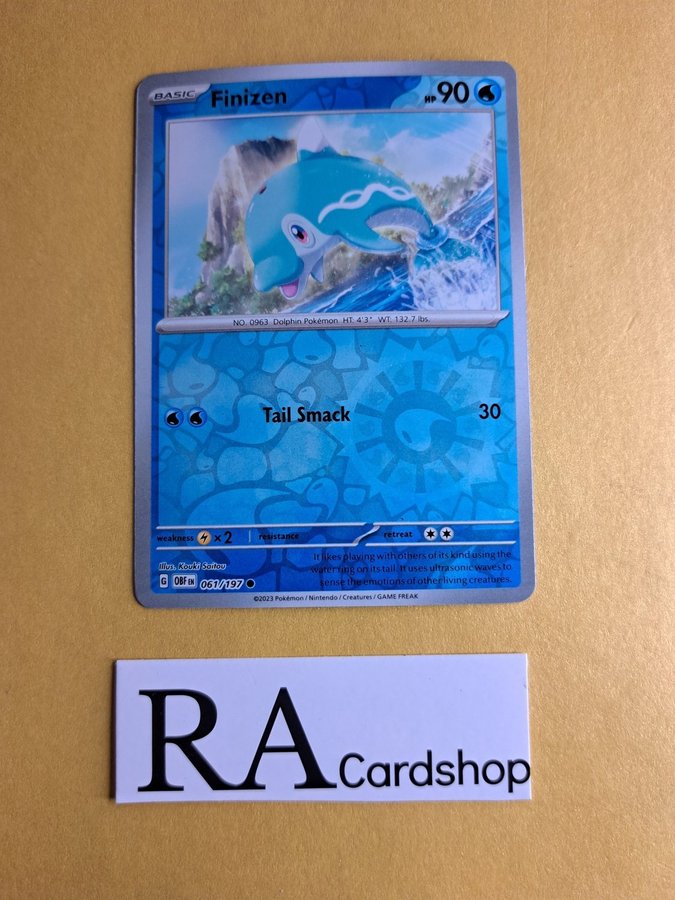 BASIC Finizen HP 90
NO. 0963 Dolphin Pokémon HT: 4'3" WT: 132.7 lbs.
Tail Smack 30
weakness ×2 resistance retreat
It likes playing with others of its kind using the
water ring on its tail. It uses ultrasonic waves to
sense the emotions of other living creatures.
Illus. Kouki Saitou
G OBF EN 061/197
©2023 Pokémon / Nintendo / Creatures / GAME FREAK
RA Cardshop